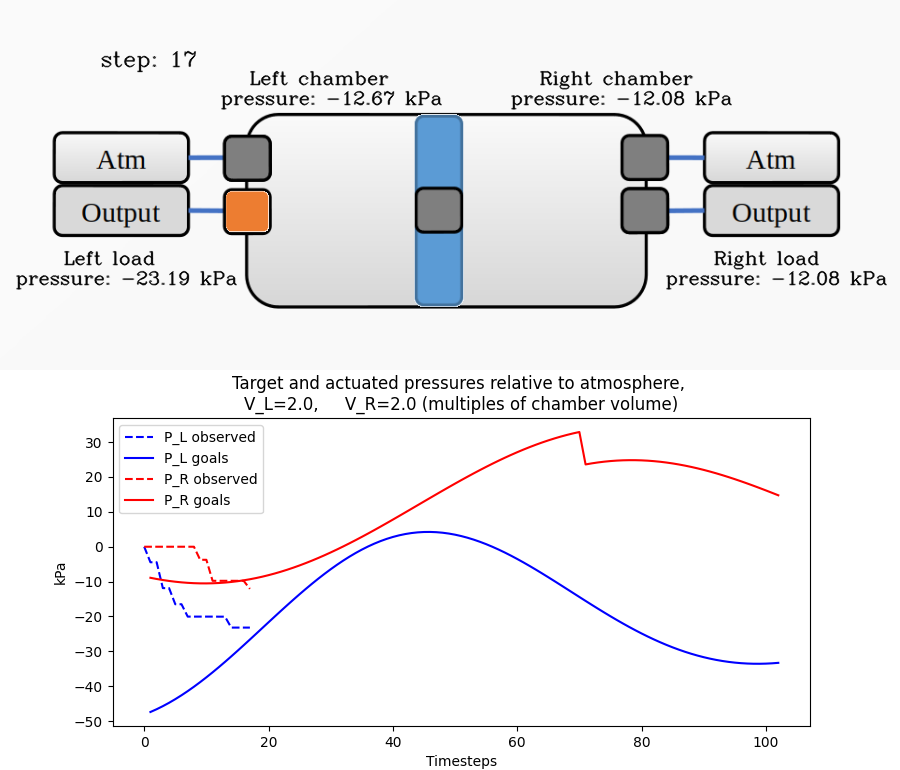 step: 17
Left chamber
pressure: −12.67 kPa
Right chamber
pressure: −12.08 kPa
Atm
Atm
Output
Output
Left load
pressure: −23.19 kPa
Right load
pressure: −12.08 kPa
Target and actuated pressures relative to atmosphere,
V_L=2.0, V_R=2.0 (multiples of chamber volume)
P_L observed
P_L goals
P_R observed
P_R goals
kPa
30
20
10
0
−10
−20
−30
−40
−50
0 20 40 60 80 100
Timesteps